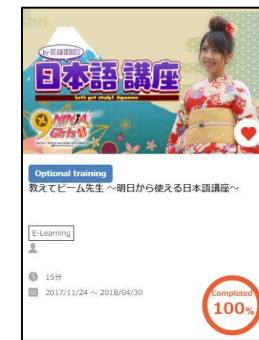 by BEAM SENSEI
日本語講座
Let's get study! Japanese
NINJA
Girls
Optional training
教えてビーム先生 ～明日から使える日本語講座～
E-Learning
15分
2017/11/24 ～ 2018/04/30
Completed
100%